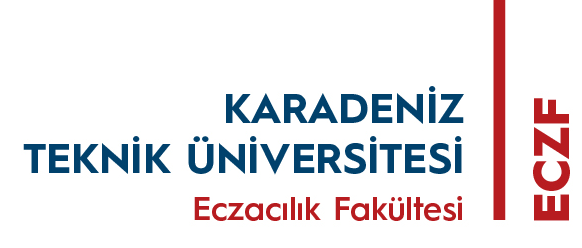 KARADENİZ
TEKNİK ÜNİVERSİTESİ
Eczacılık Fakültesi
ECZF